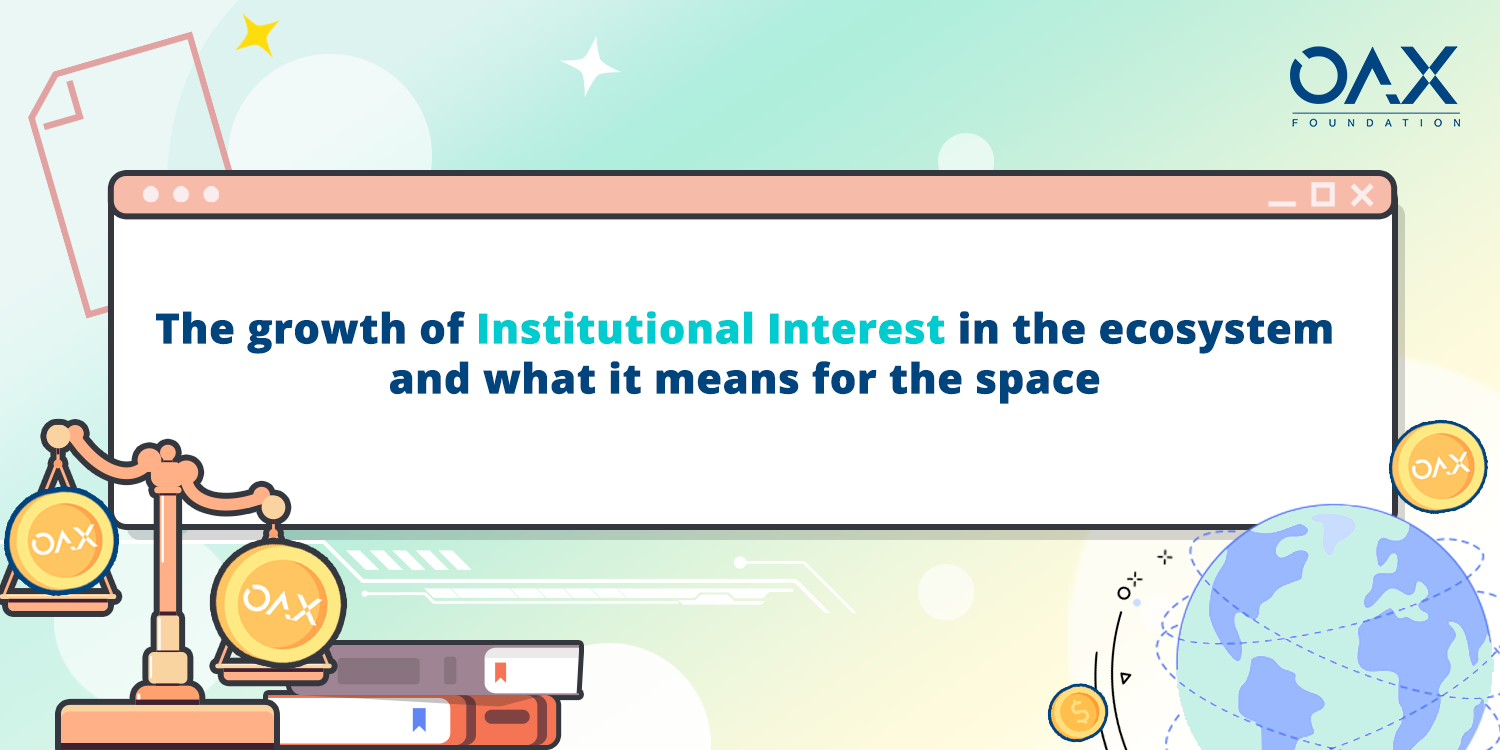 OAX
FOUNDATION
The growth of Institutional Interest in the ecosystem
and what it means for the space
OAX
OAX
OAX
$